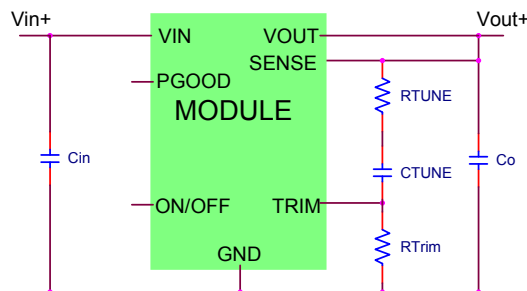 Vin+
Vout+
VIN
VOUT
SENSE
PGOOD
MODULE
RTUNE
Cin
CTUNE
Co
ON/OFF
TRIM
RTrim
GND